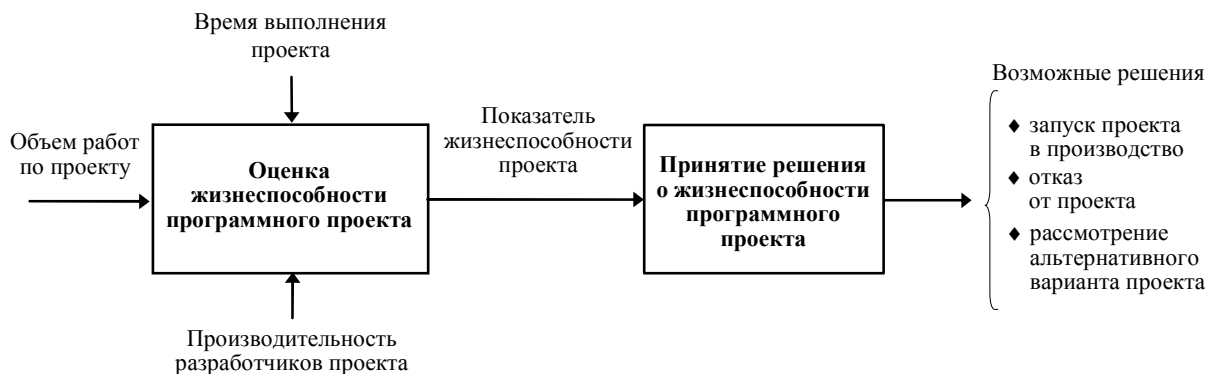 Время выполнения
проекта
Объем работ
по проекту
Оценка
жизнеспособности
программного проекта
Производительность
разработчиков проекта
Показатель
жизнеспособности
проекта
Принятие решения
о жизнеспособности
программного
проекта
Возможные решения
♦ запуск проекта
в производство
♦ отказ
от проекта
♦ рассмотрение
альтернативного
варианта проекта